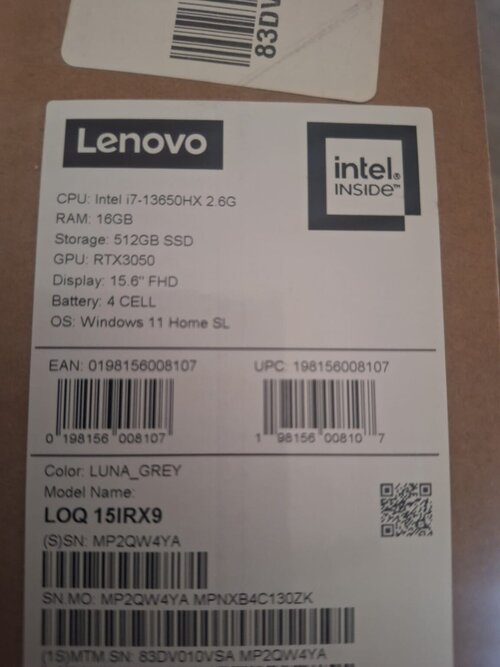 83DV
Lenovo
intel®
INSIDE™
CPU: Intel i7-13650HX 2.6G
RAM: 16GB
Storage: 512GB SSD
GPU: RTX3050
Display: 15.6" FHD
Battery: 4 CELL
OS: Windows 11 Home SL
EAN: 0198156008107
UPC: 198156008107
0 198156 008107
1 98156 00810 7
Color: LUNA_GREY
Model Name:
LOQ 15IRX9
(S)SN: MP2QW4YA
SN.MO: MP2QW4YA MPNXB4C130ZK
(1S)MTM.SN: 83DV010VSA MP2QW4YA